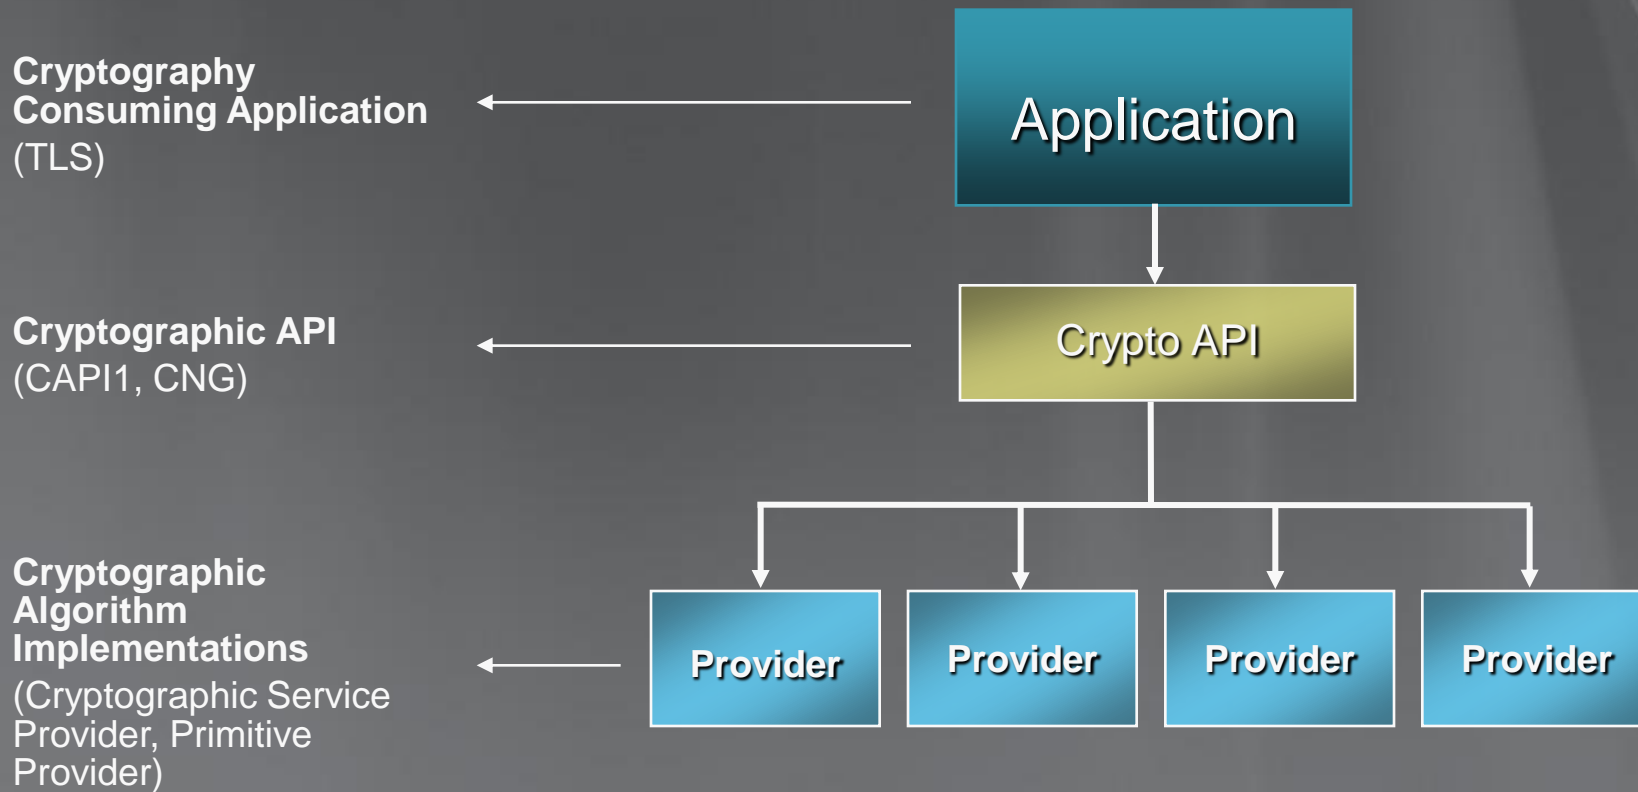 Cryptography
Consuming Application
(TLS)
Application
Cryptographic API
(CAPI1, CNG)
Crypto API
Cryptographic
Algorithm
Implementations
(Cryptographic Service
Provider, Primitive
Provider)
Provider
Provider
Provider
Provider